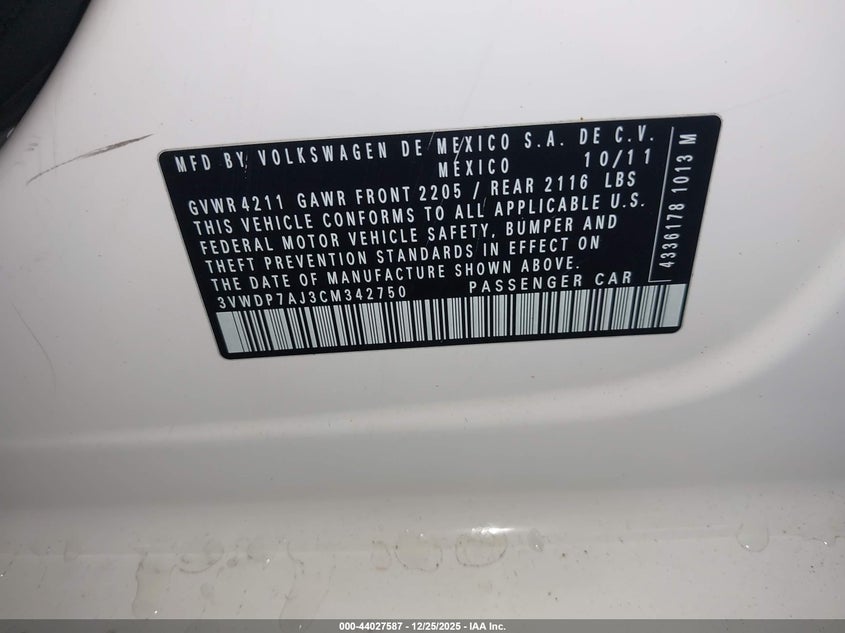 MFD BY VOLKSWAGEN DE MEXICO S.A. DE C.V.
MEXICO 10/11
GVWR 4211 GAWR FRONT 2205 / REAR 2116 LBS
THIS VEHICLE CONFORMS TO ALL APPLICABLE U.S.
FEDERAL MOTOR VEHICLE SAFETY, BUMPER AND
THEFT PREVENTION STANDARDS IN EFFECT ON
THE DATE OF MANUFACTURE SHOWN ABOVE.
3VWDP7AJ3CM342750 PASSENGER CAR
4336178 1013 M
000-44027587 - 12/25/2025 - IAA Inc.